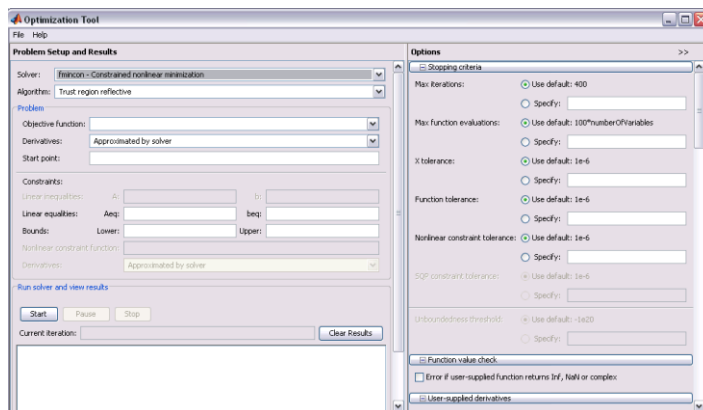 Optimization Tool
File Help
Problem Setup and Results
Solver: fmincon - Constrained nonlinear minimization
Algorithm: Trust region reflective
Problem
Objective function:
Derivatives: Approximated by solver
Start point:
Constraints:
Linear inequalities: A: b:
Linear equalities: Aeq: beq:
Bounds: Lower: Upper:
Nonlinear constraint function:
Derivatives: Approximated by solver
Run solver and view results
Start Pause Stop
Current iteration: Clear Results
Options >>
Stopping criteria
Max iterations: Use default: 400
Specify:
Max function evaluations: Use default: 100*numberOfVariables
Specify:
X tolerance: Use default: 1e-6
Specify:
Function tolerance: Use default: 1e-6
Specify:
Nonlinear constraint tolerance: Use default: 1e-6
Specify:
SQP constraint tolerance: Use default: 1e-6
Specify:
Unboundedness threshold: Use default: -1e20
Specify:
Function value check
Error if user-supplied function returns Inf, NaN or complex
User-supplied derivatives